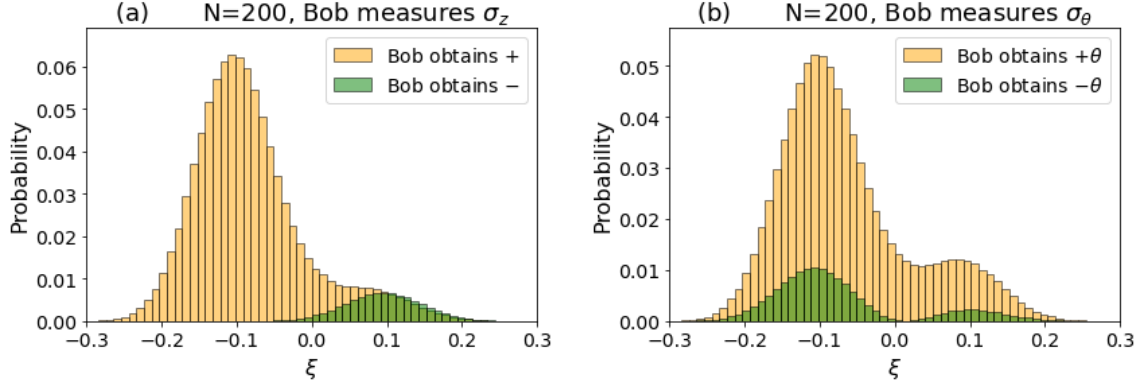 (a) N=200, Bob measures σ_z
Bob obtains +
Bob obtains −
Probability
0.06
0.05
0.04
0.03
0.02
0.01
0.00
−0.3 −0.2 −0.1 0.0 0.1 0.2 0.3
ξ
(b) N=200, Bob measures σ_θ
Bob obtains +θ
Bob obtains −θ
Probability
0.05
0.04
0.03
0.02
0.01
0.00
−0.3 −0.2 −0.1 0.0 0.1 0.2 0.3
ξ